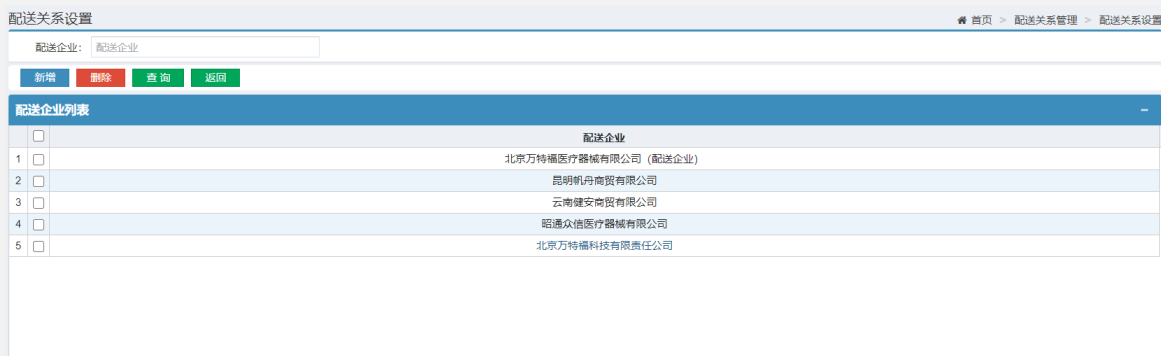 配送关系设置
首页 > 配送关系管理 > 配送关系设置
配送企业: 配送企业
新增 删除 查 询 返回
配送企业列表 −
配送企业
1 北京万特福医疗器械有限公司（配送企业）
2 昆明帆舟商贸有限公司
3 云南健安商贸有限公司
4 昭通众信医疗器械有限公司
5 北京万特福科技有限责任公司